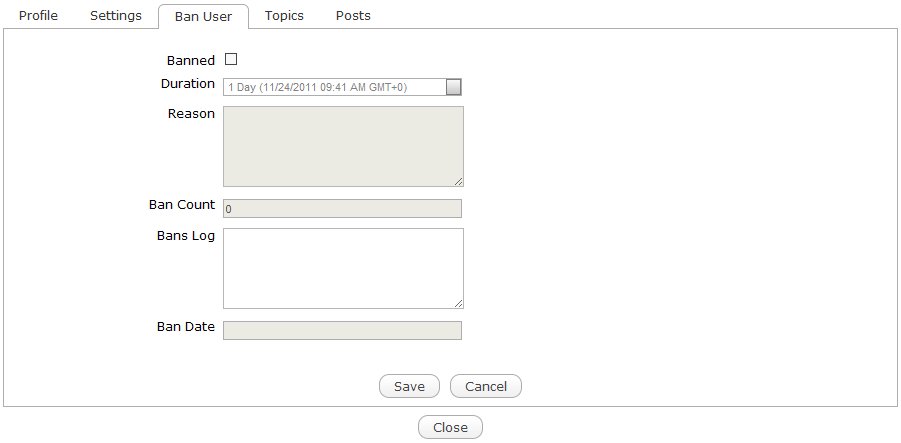 Profile Settings Ban User Topics Posts
Banned
Duration 1 Day (11/24/2011 09:41 AM GMT+0)
Reason
Ban Count 0
Bans Log
Ban Date
Save Cancel
Close